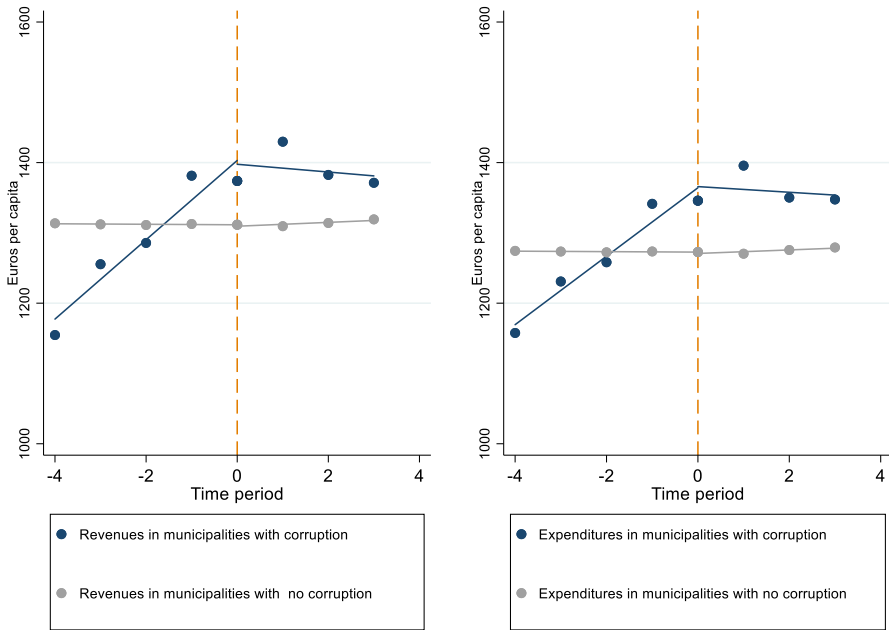 1600
1400
1200
1000
Euros per capita
-4 -2 0 2 4
Time period
Revenues in municipalities with corruption
Revenues in municipalities with  no corruption
1600
1400
1200
1000
Euros per capita
-4 -2 0 2 4
Time period
Expenditures in municipalities with corruption
Expenditures in municipalities with no corruption